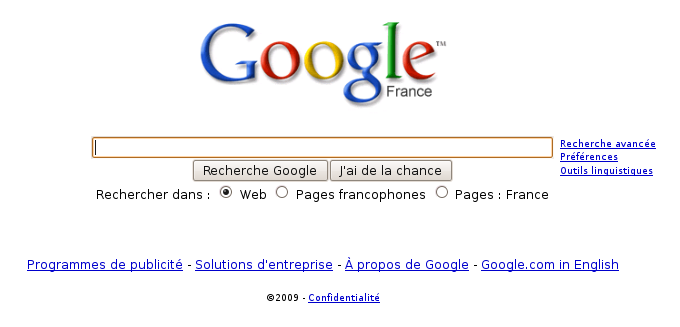 Google™
France
Recherche avancée
Préférences
Outils linguistiques
Recherche Google J'ai de la chance
Rechercher dans : Web Pages francophones Pages : France
Programmes de publicité - Solutions d'entreprise - À propos de Google - Google.com in English
©2009 - Confidentialité